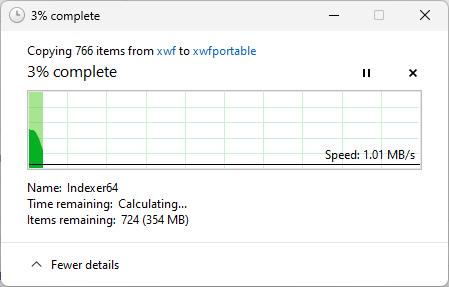 3% complete
Copying 766 items from xwf to xwfportable
3% complete
Speed: 1.01 MB/s
Name: Indexer64
Time remaining: Calculating...
Items remaining: 724 (354 MB)
Fewer details